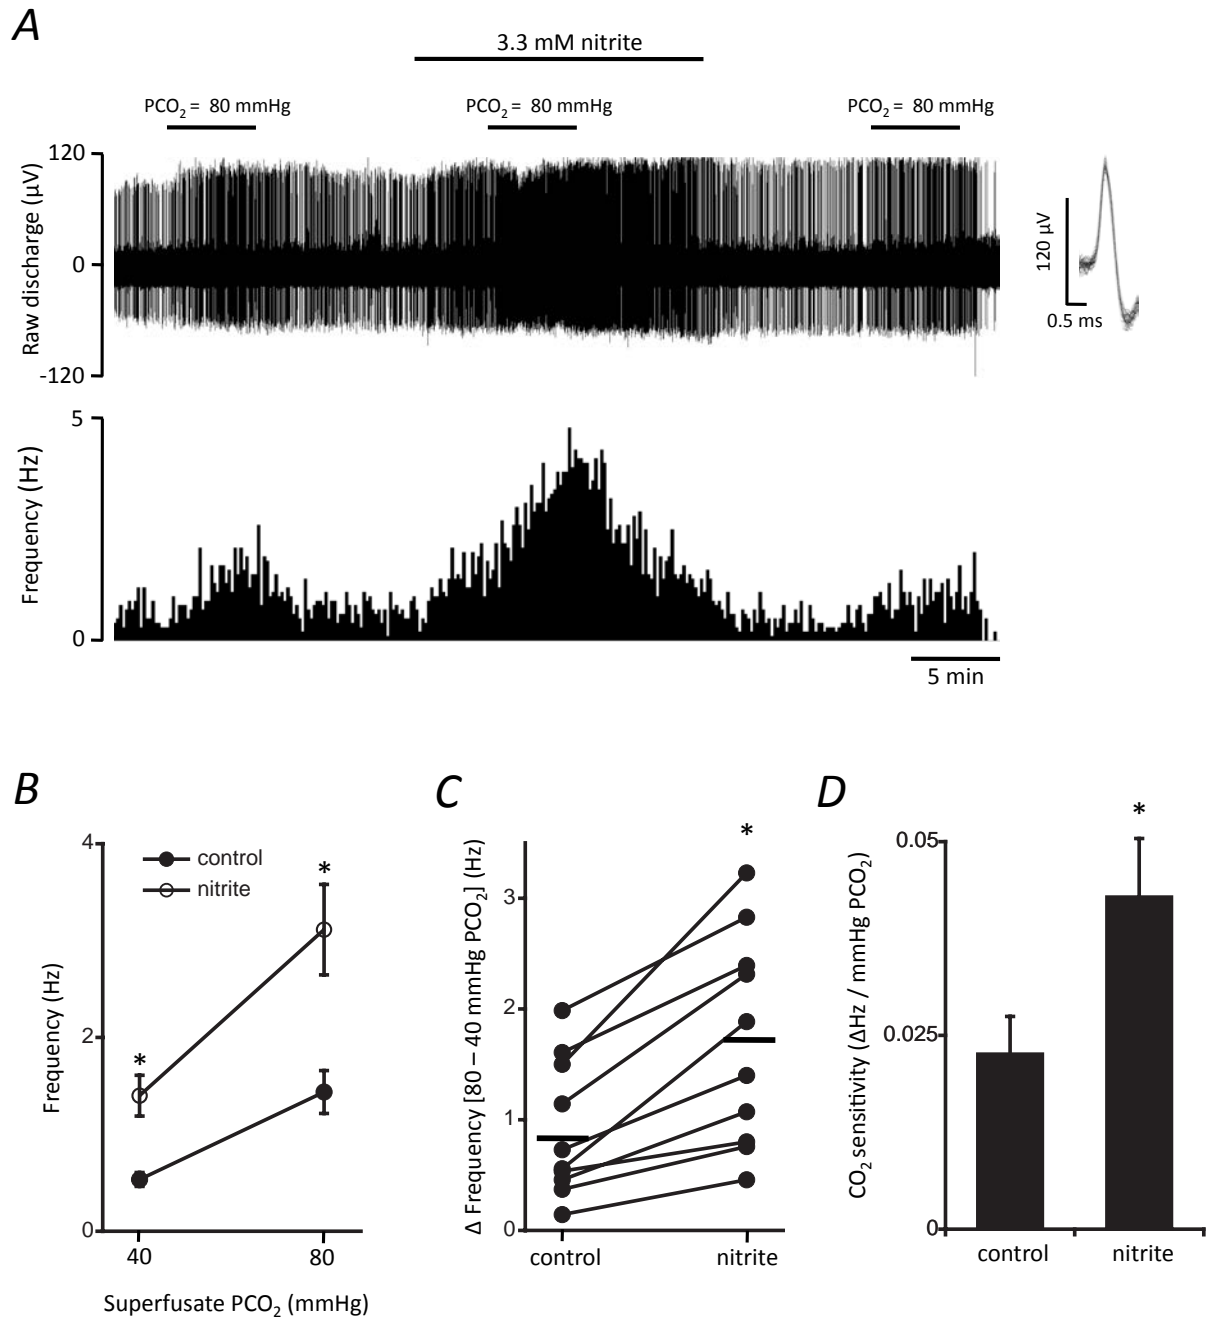 A
3.3 mM nitrite
PCO2 = 80 mmHg
PCO2 = 80 mmHg
PCO2 = 80 mmHg
Raw discharge (µV)
120
0
-120
120 µV
0.5 ms
Frequency (Hz)
5
0
5 min
B
Frequency (Hz)
4
2
0
control
nitrite
*
*
40
80
Superfusate PCO2 (mmHg)
C
Δ Frequency [80 – 40 mmHg PCO2] (Hz)
3
2
1
0
*
control
nitrite
D
CO2 sensitivity (ΔHz / mmHg PCO2)
0.05
0.025
0
*
control
nitrite